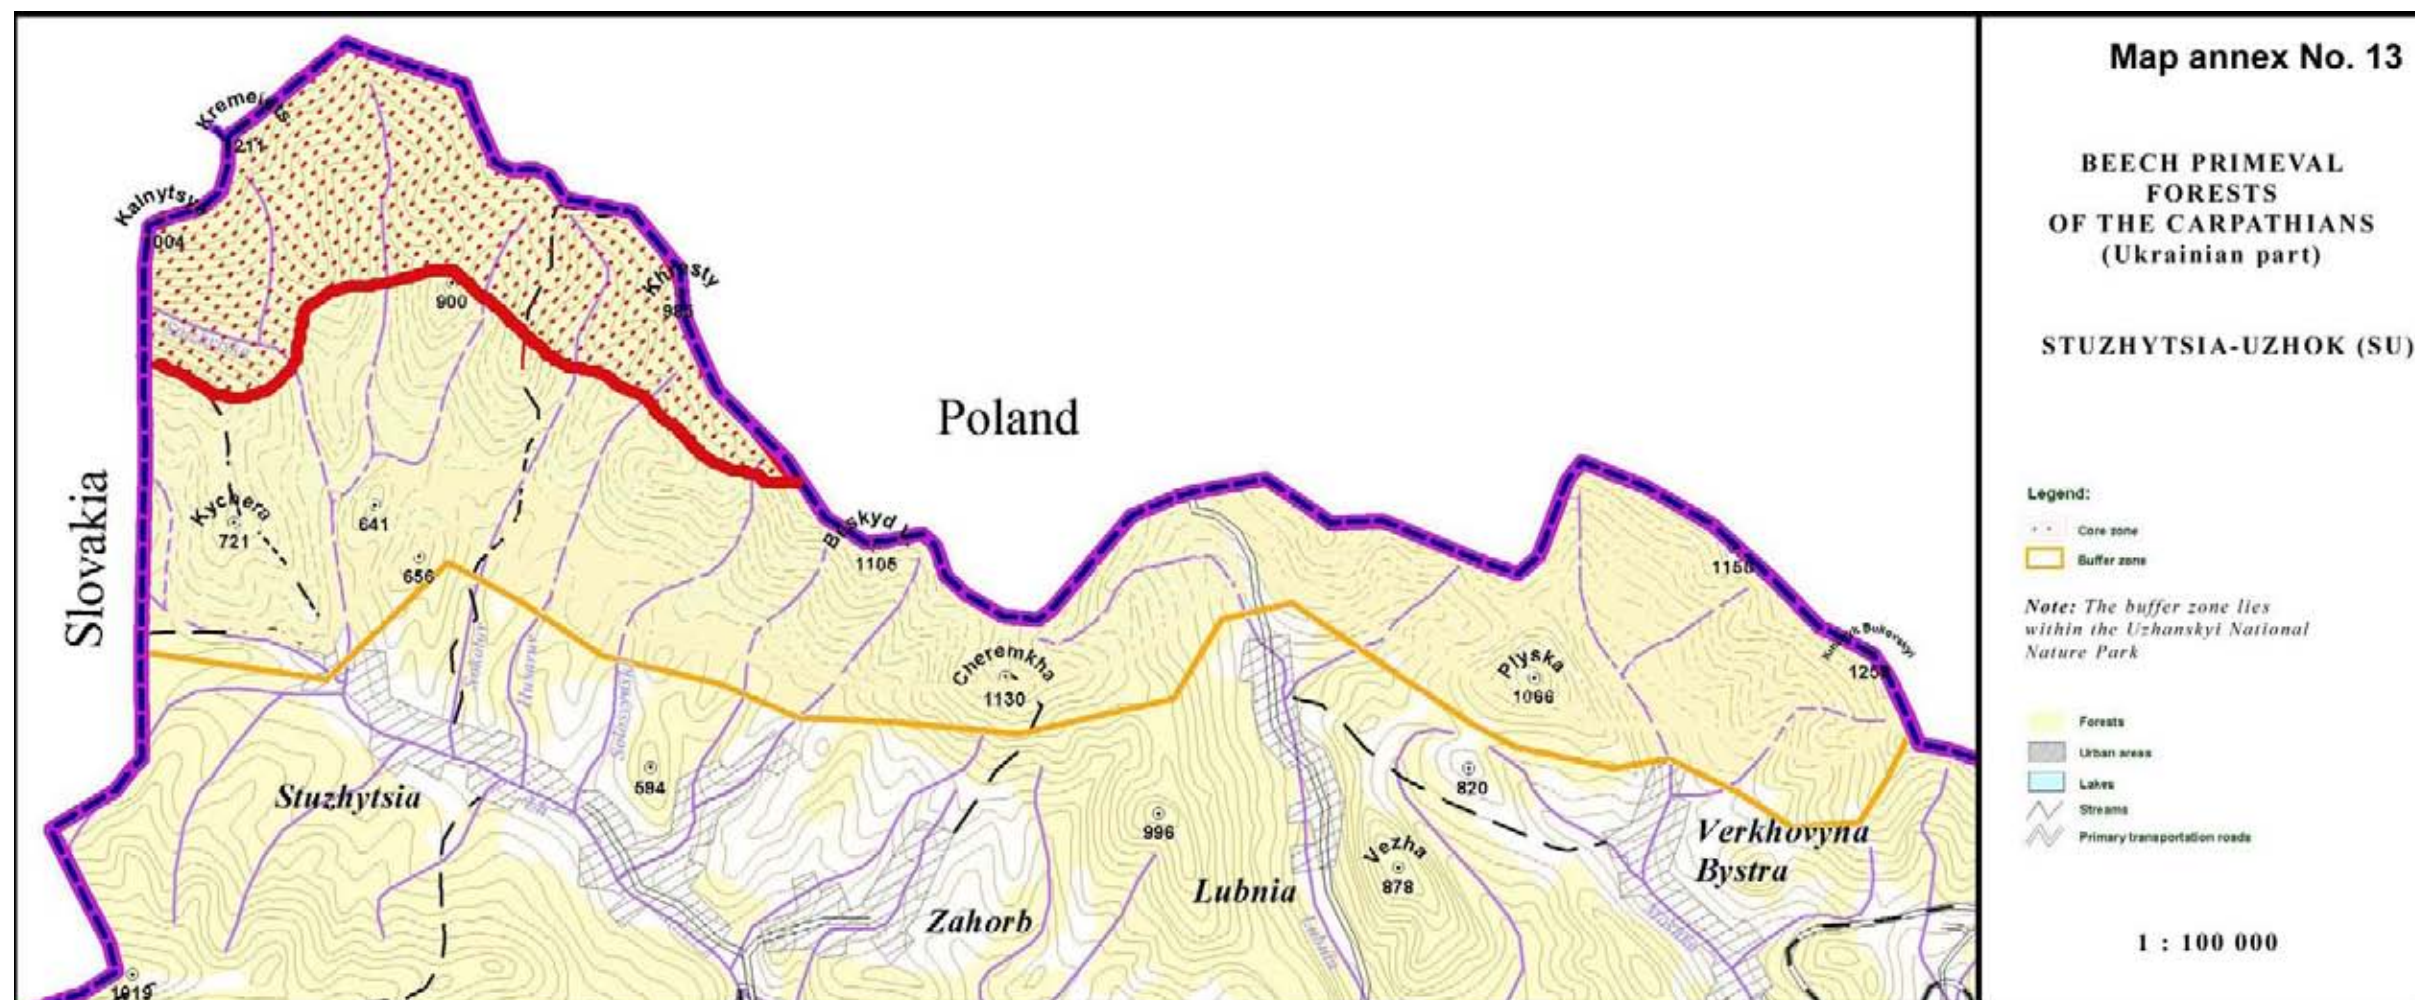 Map annex No. 13
BEECH PRIMEVAL
FORESTS
OF THE CARPATHIANS
(Ukrainian part)
STUZHYTSIA-UZHOK (SU)
Legend:
Core zone
Buffer zone
Note: The buffer zone lies
within the Uzhanskyi National
Nature Park
Forests
Urban areas
Lakes
Streams
Primary transportation roads
1 : 100 000
Slovakia
Poland
900
Kychera
721
641
656
1105
1130
Cheremkha
Plyska
1066
594
820
996
Vezha
878
Stuzhytsia
Zahorb
Lubnia
Verkhovyna
Bystra
1019